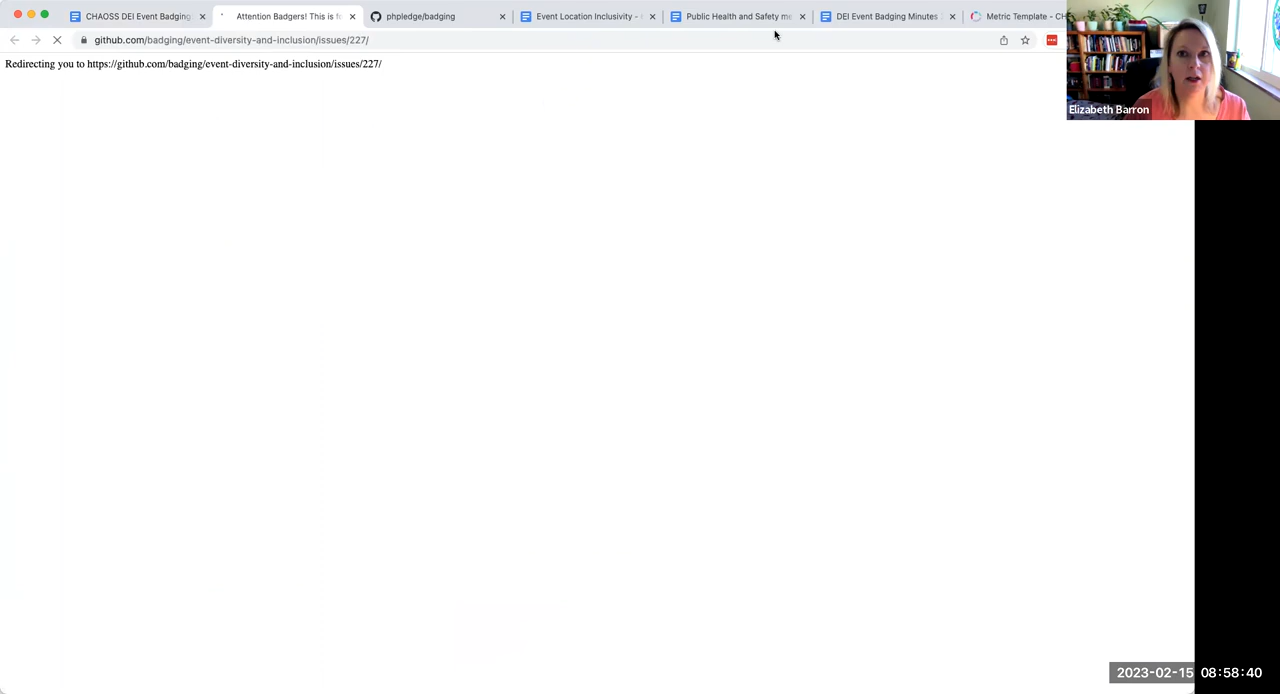 CHAOSS DEI Event Badging
Attention Badgers! This is fo
phpledge/badging
Event Location Inclusivity -
Public Health and Safety me
DEI Event Badging Minutes
Metric Template - CH
github.com/badging/event-diversity-and-inclusion/issues/227/
Redirecting you to https://github.com/badging/event-diversity-and-inclusion/issues/227/
Elizabeth Barron
2023-02-15 08:58:40